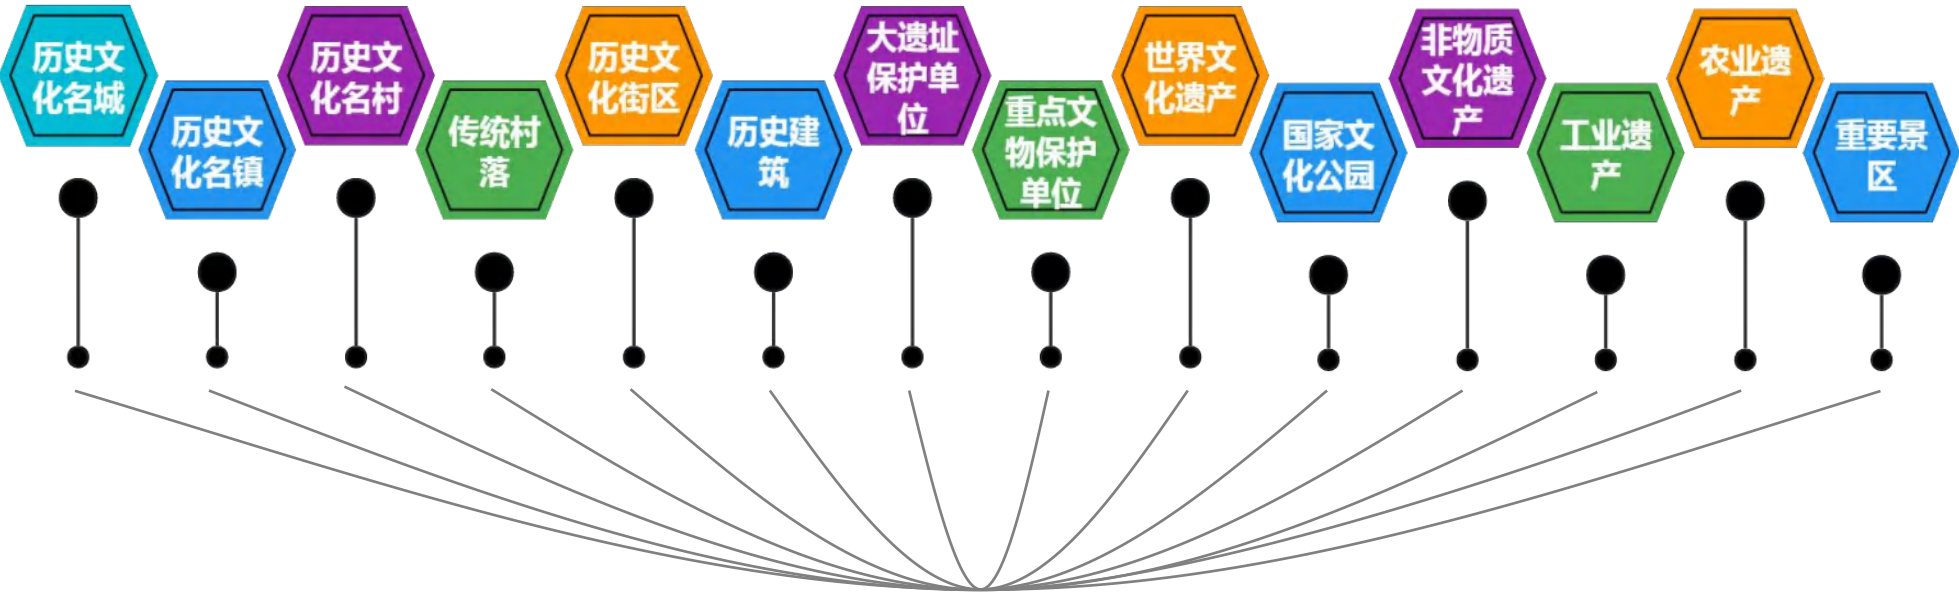 历史文
化名城
历史文
化名镇
历史文
化名村
传统村
落
历史文
化街区
历史建
筑
大遗址
保护单
位
重点文
物保护
单位
世界文
化遗产
国家文
化公园
非物质
文化遗
产
工业遗
产
农业遗
产
重要景
区